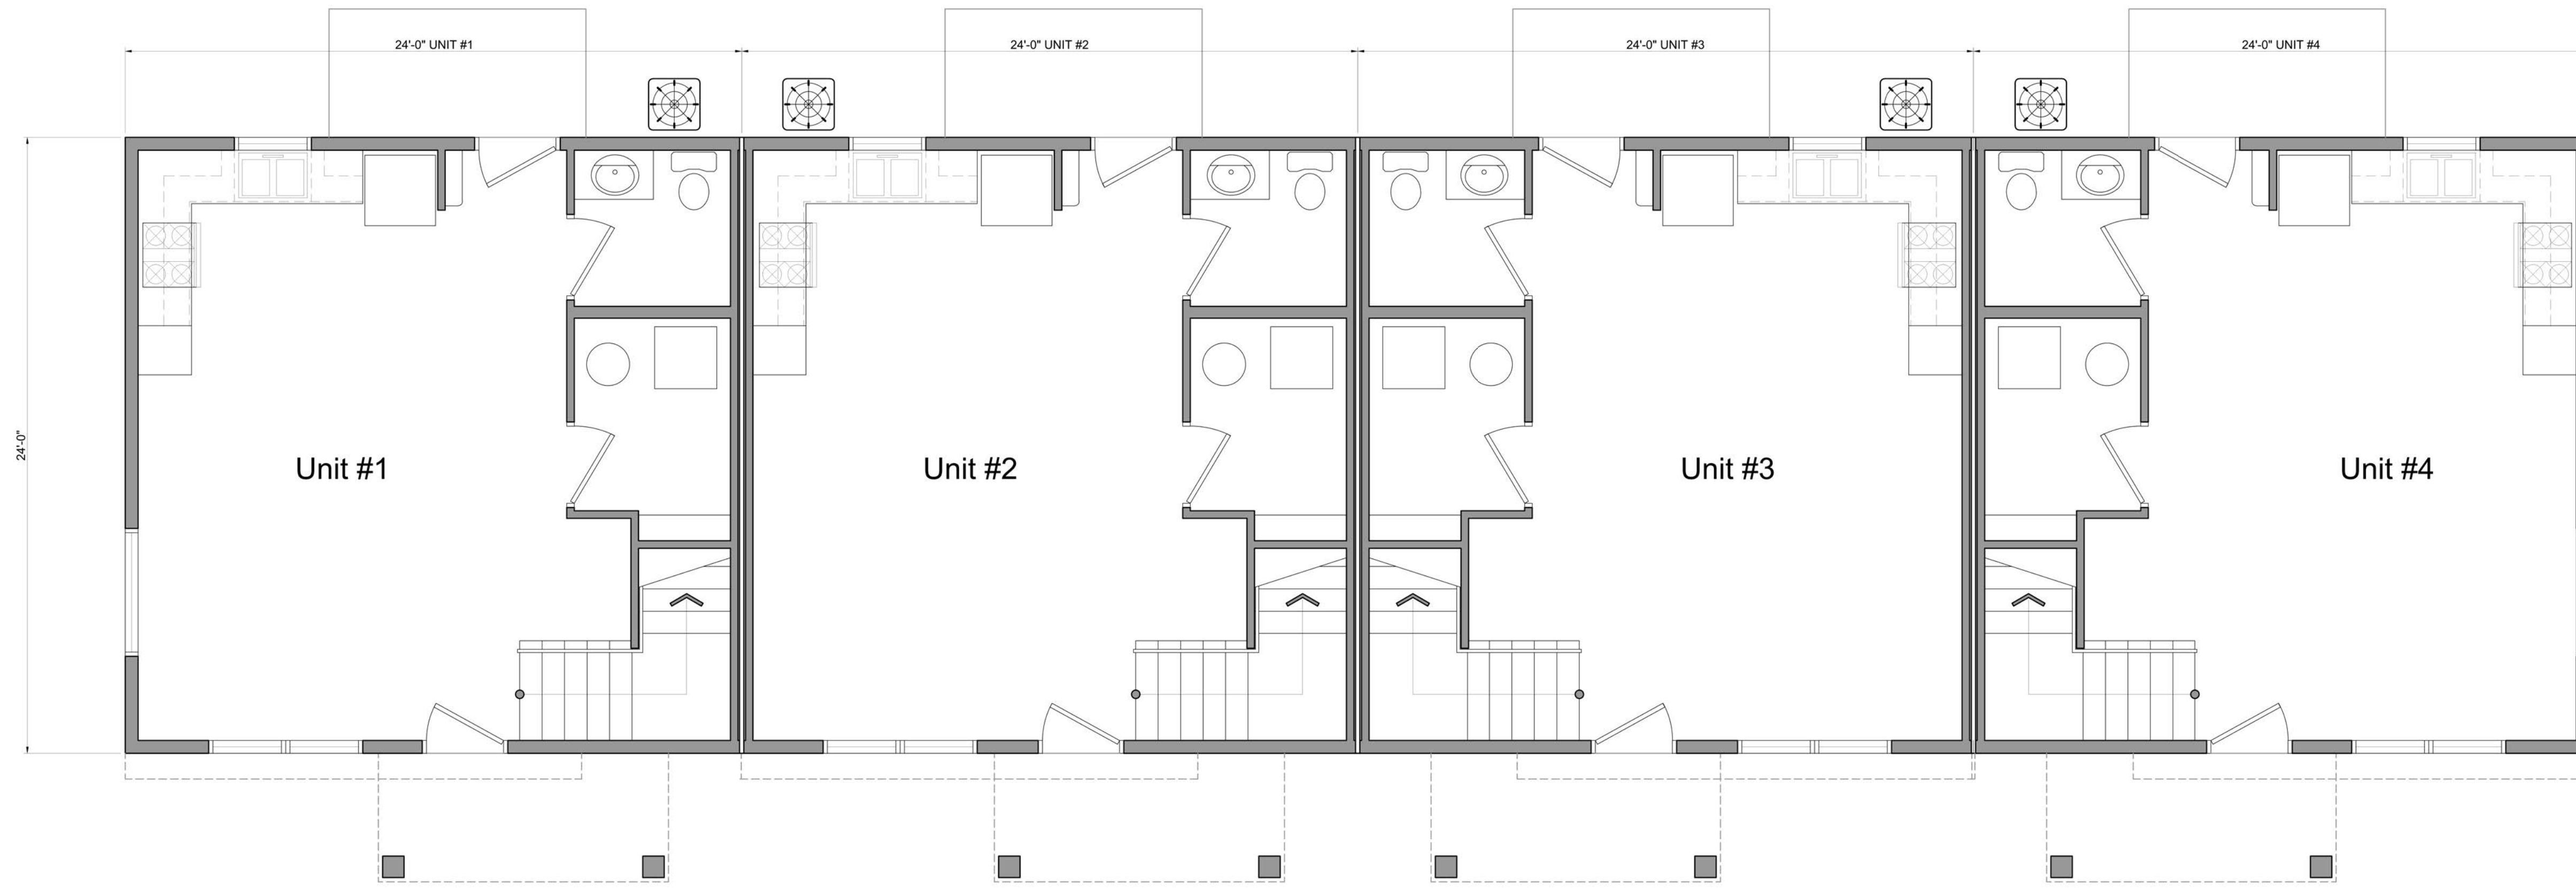 24'-0" UNIT #1
24'-0" UNIT #2
24'-0" UNIT #3
24'-0" UNIT #4
24'-0"
Unit #1
Unit #2
Unit #3
Unit #4